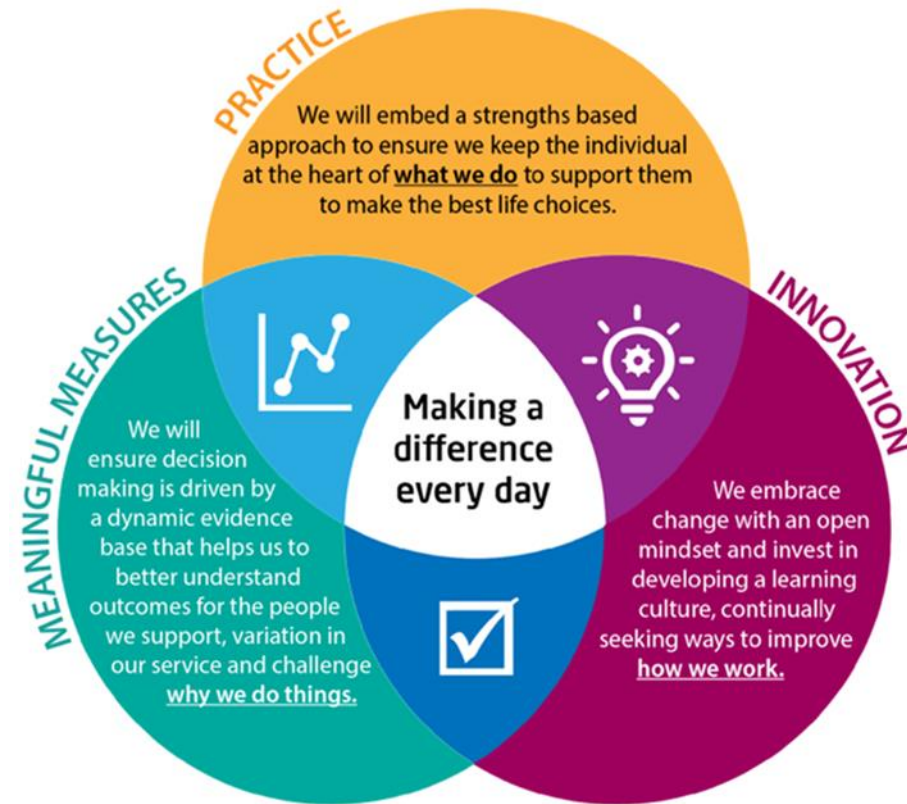 PRACTICE
We will embed a strengths based
approach to ensure we keep the individual
at the heart of what we do to support them
to make the best life choices.
MEANINGFUL MEASURES
We will
ensure decision
making is driven by
a dynamic evidence
base that helps us to
better understand
outcomes for the people
we support, variation in
our service and challenge
why we do things.
Making a
difference
every day
INNOVATION
We embrace
change with an open
mindset and invest in
developing a learning
culture, continually
seeking ways to improve
how we work.